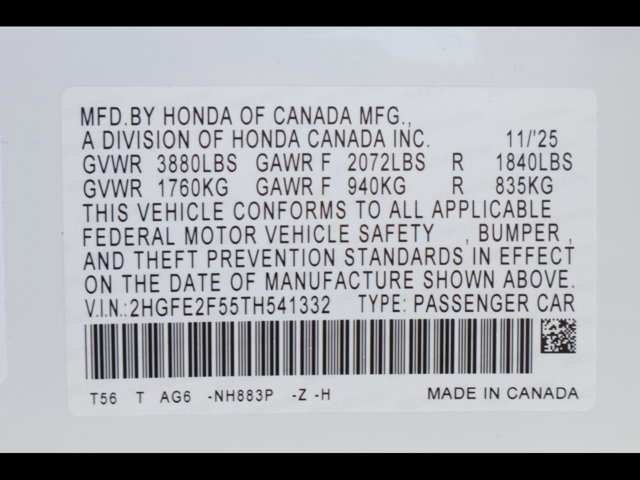 MFD.BY HONDA OF CANADA MFG.,
A DIVISION OF HONDA CANADA INC. 11/'25
GVWR 3880LBS GAWR F 2072LBS R 1840LBS
GVWR 1760KG GAWR F 940KG R 835KG
THIS VEHICLE CONFORMS TO ALL APPLICABLE
FEDERAL MOTOR VEHICLE SAFETY , BUMPER ,
AND THEFT PREVENTION STANDARDS IN EFFECT
ON THE DATE OF MANUFACTURE SHOWN ABOVE.
V.I.N.:2HGFE2F55TH541332 TYPE: PASSENGER CAR
T56 T AG6 -NH883P -Z -H MADE IN CANADA